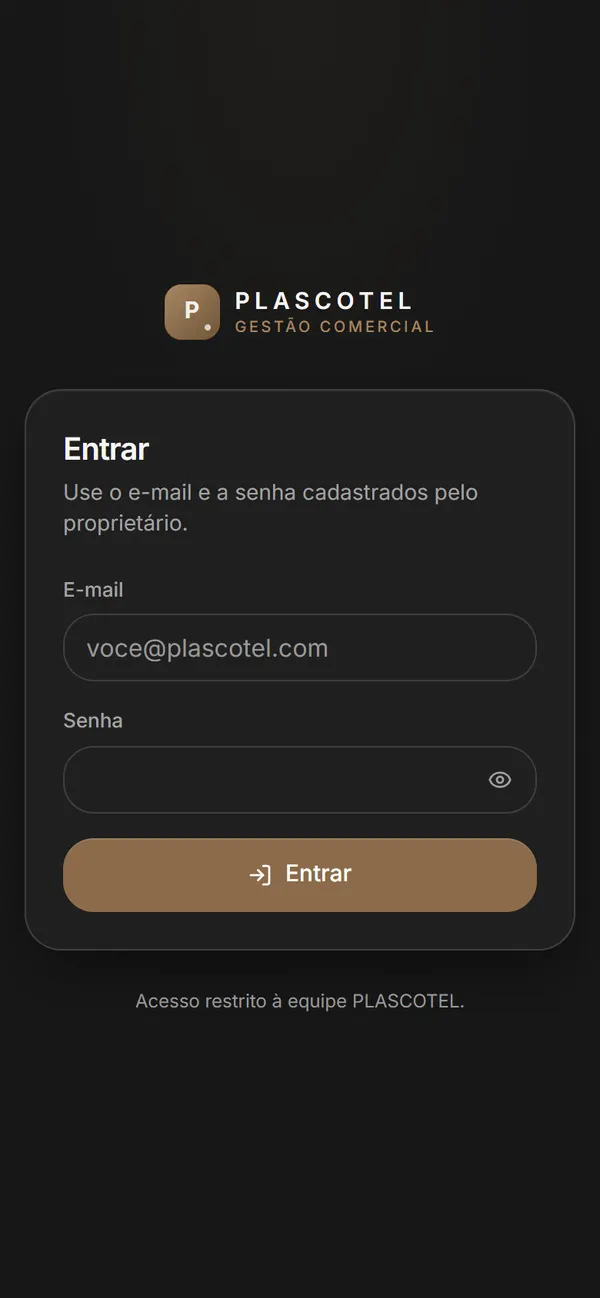 P.
PLASCOTEL
GESTÃO COMERCIAL
Entrar
Use o e-mail e a senha cadastrados pelo
proprietário.
E-mail
voce@plascotel.com
Senha
Entrar
Acesso restrito à equipe PLASCOTEL.